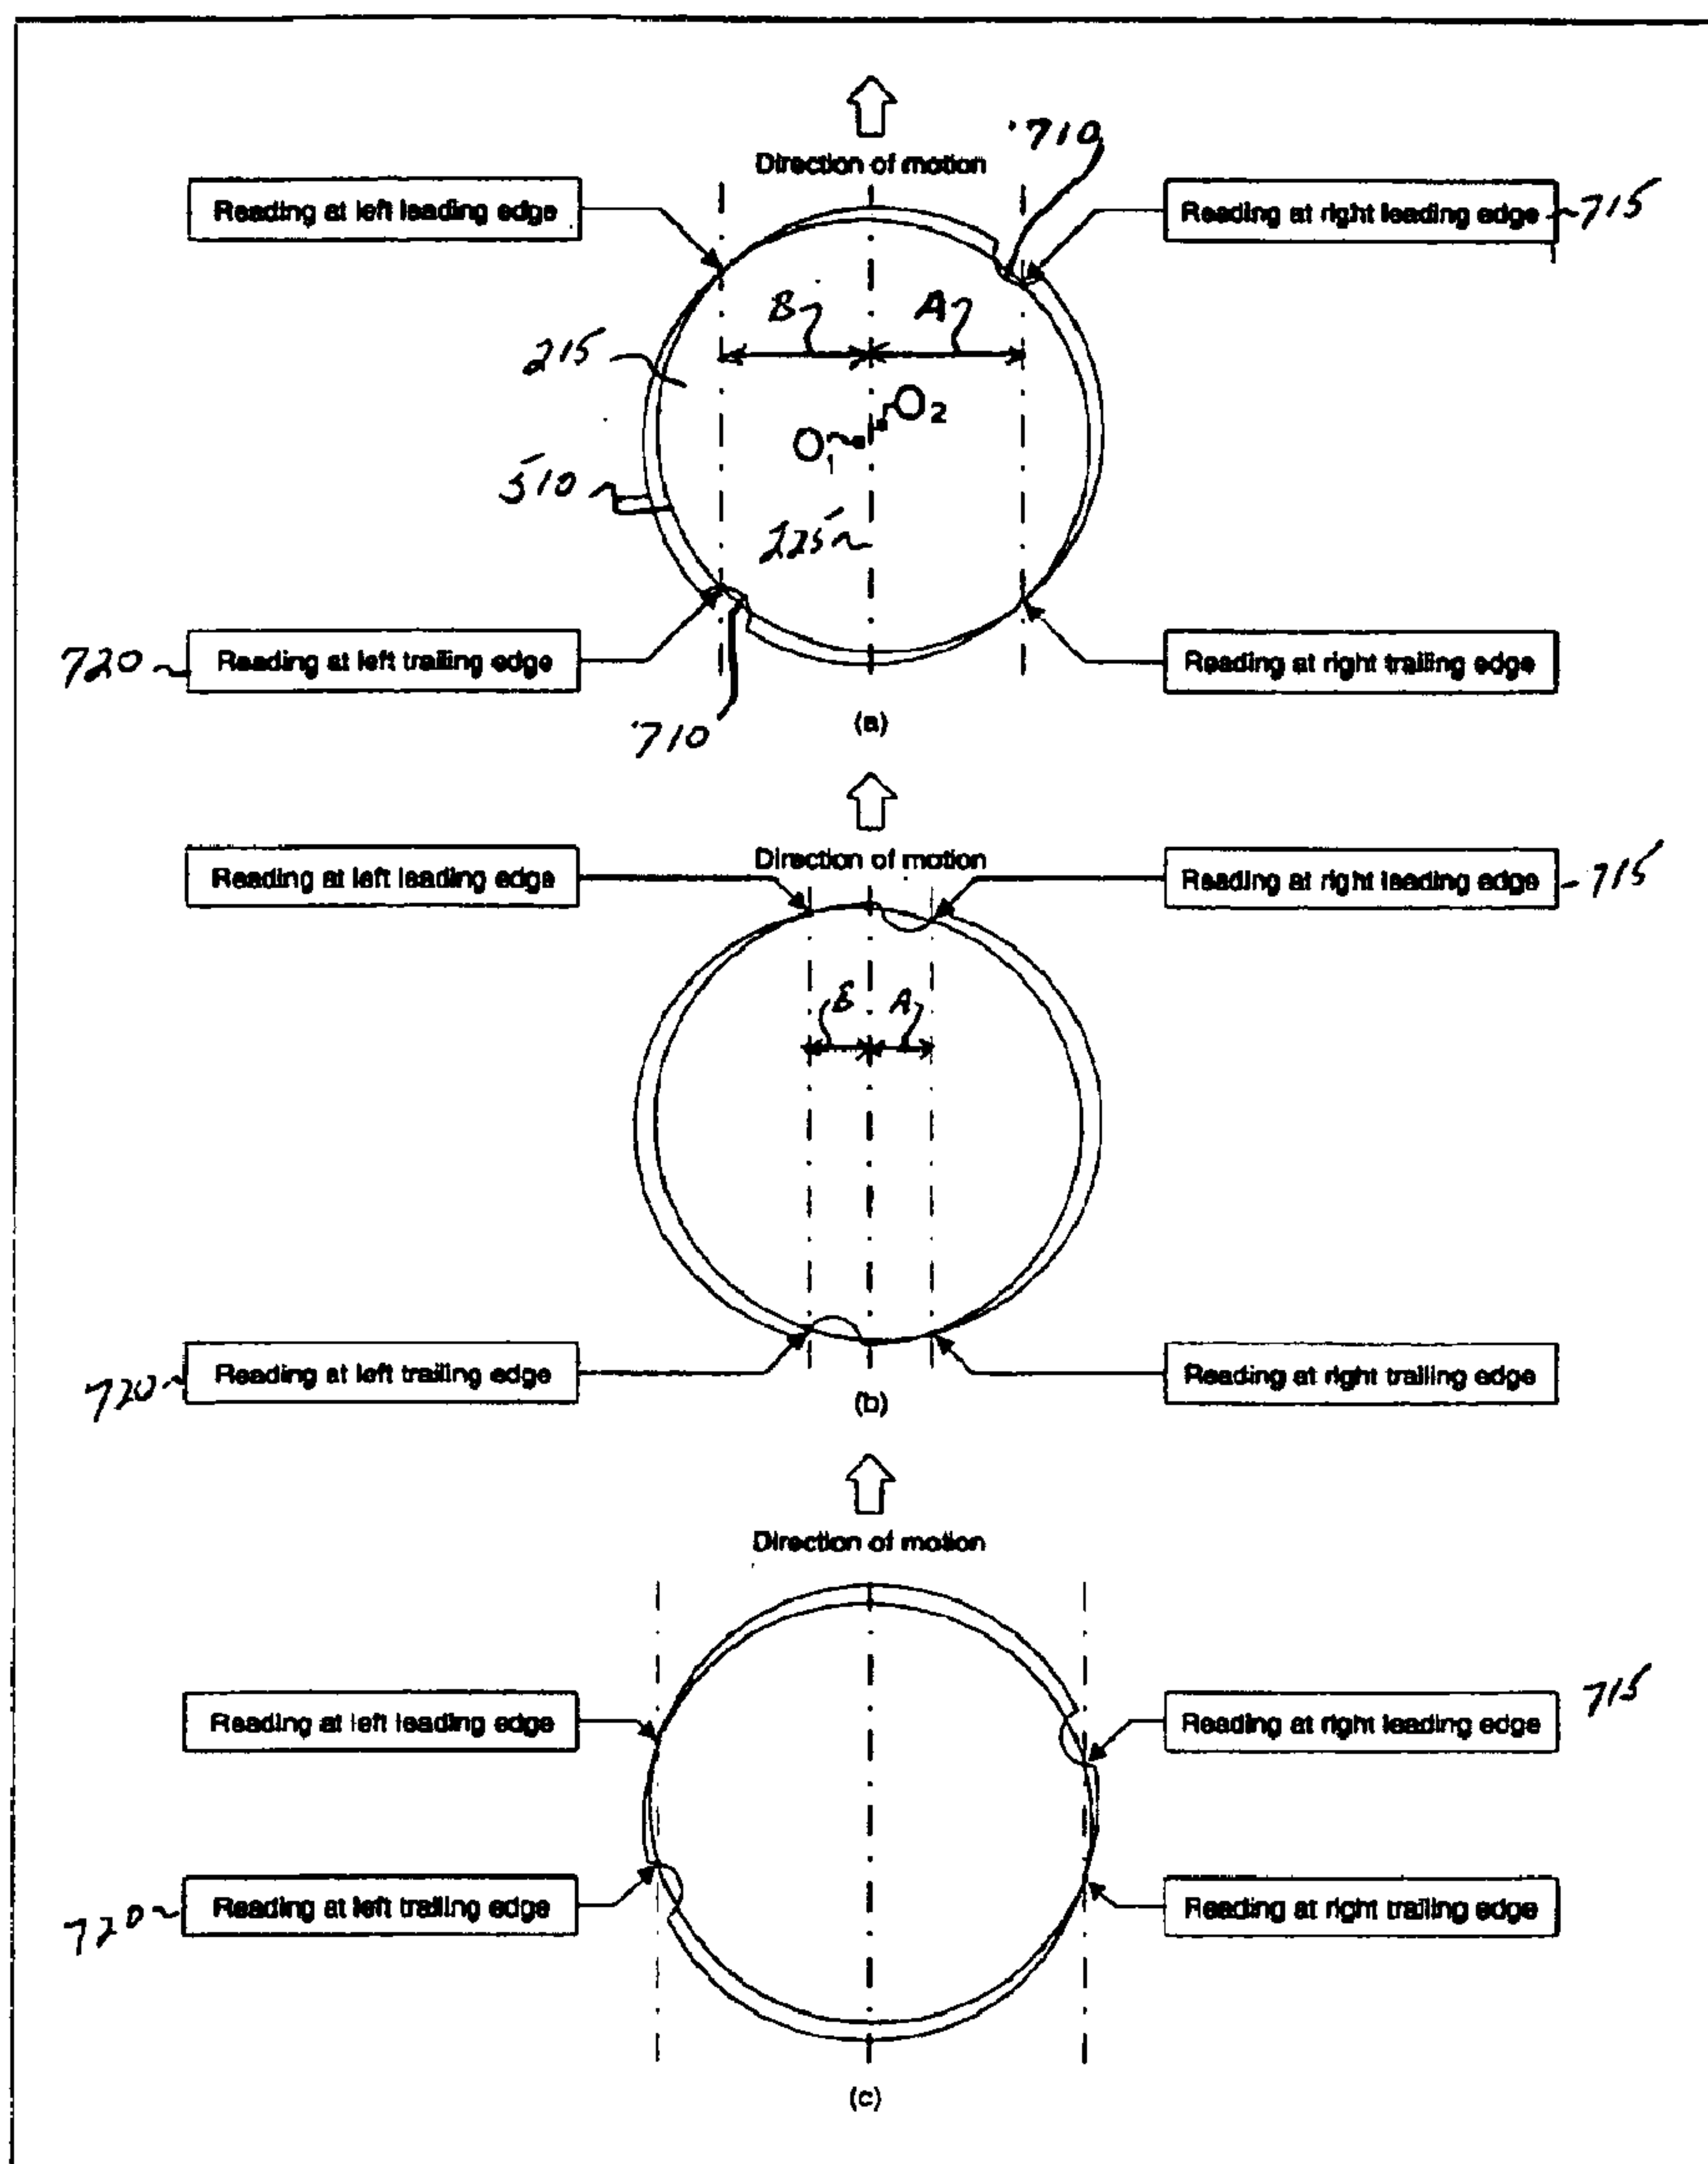 710
Direction of motion
Reading at left leading edge
Reading at right leading edge
715
B
A
215
O2
O1
510
225
720
Reading at left trailing edge
Reading at right trailing edge
710
(a)
Direction of motion
Reading at left leading edge
Reading at right leading edge
715
B
A
720
Reading at left trailing edge
Reading at right trailing edge
(b)
Direction of motion
Reading at left leading edge
Reading at right leading edge
715
720
Reading at left trailing edge
Reading at right trailing edge
(c)